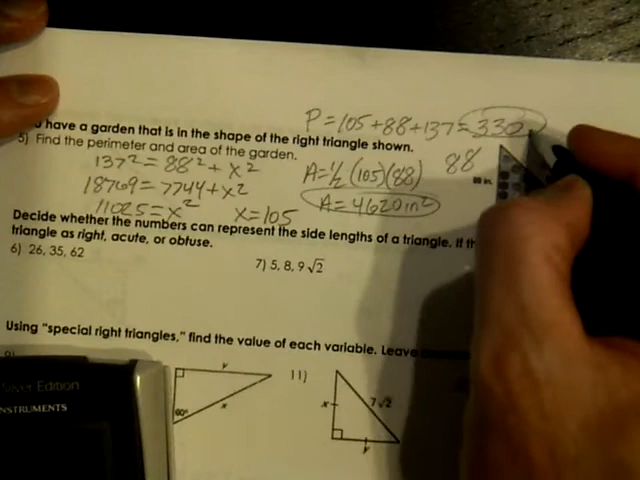 P=105+88+137=330
have a garden that is in the shape of the right triangle shown.
5) Find the perimeter and area of the garden.
137²=88²+x²
A=½(105)(88)
88
in.
18769=7744+x²
A=4620in²
11025=x²
x=105
Decide whether the numbers can represent the side lengths of a triangle. If
triangle as right, acute, or obtuse.
6) 26, 35, 62
7) 5, 8, 9√2
Using "special right triangles," find the value of each variable. Leave
y
x
60°
11)
x
7√2
y
Edition
INSTRUMENTS